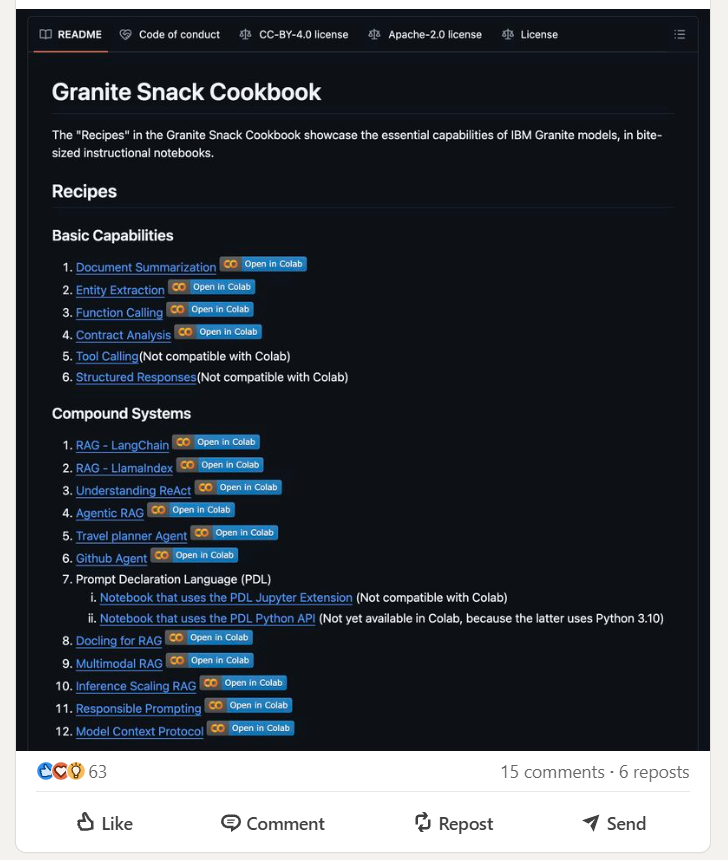 README Code of conduct CC-BY-4.0 license Apache-2.0 license License
Granite Snack Cookbook
The "Recipes" in the Granite Snack Cookbook showcase the essential capabilities of IBM Granite models, in bite-
sized instructional notebooks.
Recipes
Basic Capabilities
1. Document Summarization Open in Colab
2. Entity Extraction Open in Colab
3. Function Calling Open in Colab
4. Contract Analysis Open in Colab
5. Tool Calling(Not compatible with Colab)
6. Structured Responses(Not compatible with Colab)
Compound Systems
1. RAG - LangChain Open in Colab
2. RAG - LlamaIndex Open in Colab
3. Understanding ReAct Open in Colab
4. Agentic RAG Open in Colab
5. Travel planner Agent Open in Colab
6. Github Agent Open in Colab
7. Prompt Declaration Language (PDL)
i. Notebook that uses the PDL Jupyter Extension (Not compatible with Colab)
ii. Notebook that uses the PDL Python API (Not yet available in Colab, because the latter uses Python 3.10)
8. Docling for RAG Open in Colab
9. Multimodal RAG Open in Colab
10. Inference Scaling RAG Open in Colab
11. Responsible Prompting Open in Colab
12. Model Context Protocol Open in Colab
63 15 comments · 6 reposts
Like Comment Repost Send